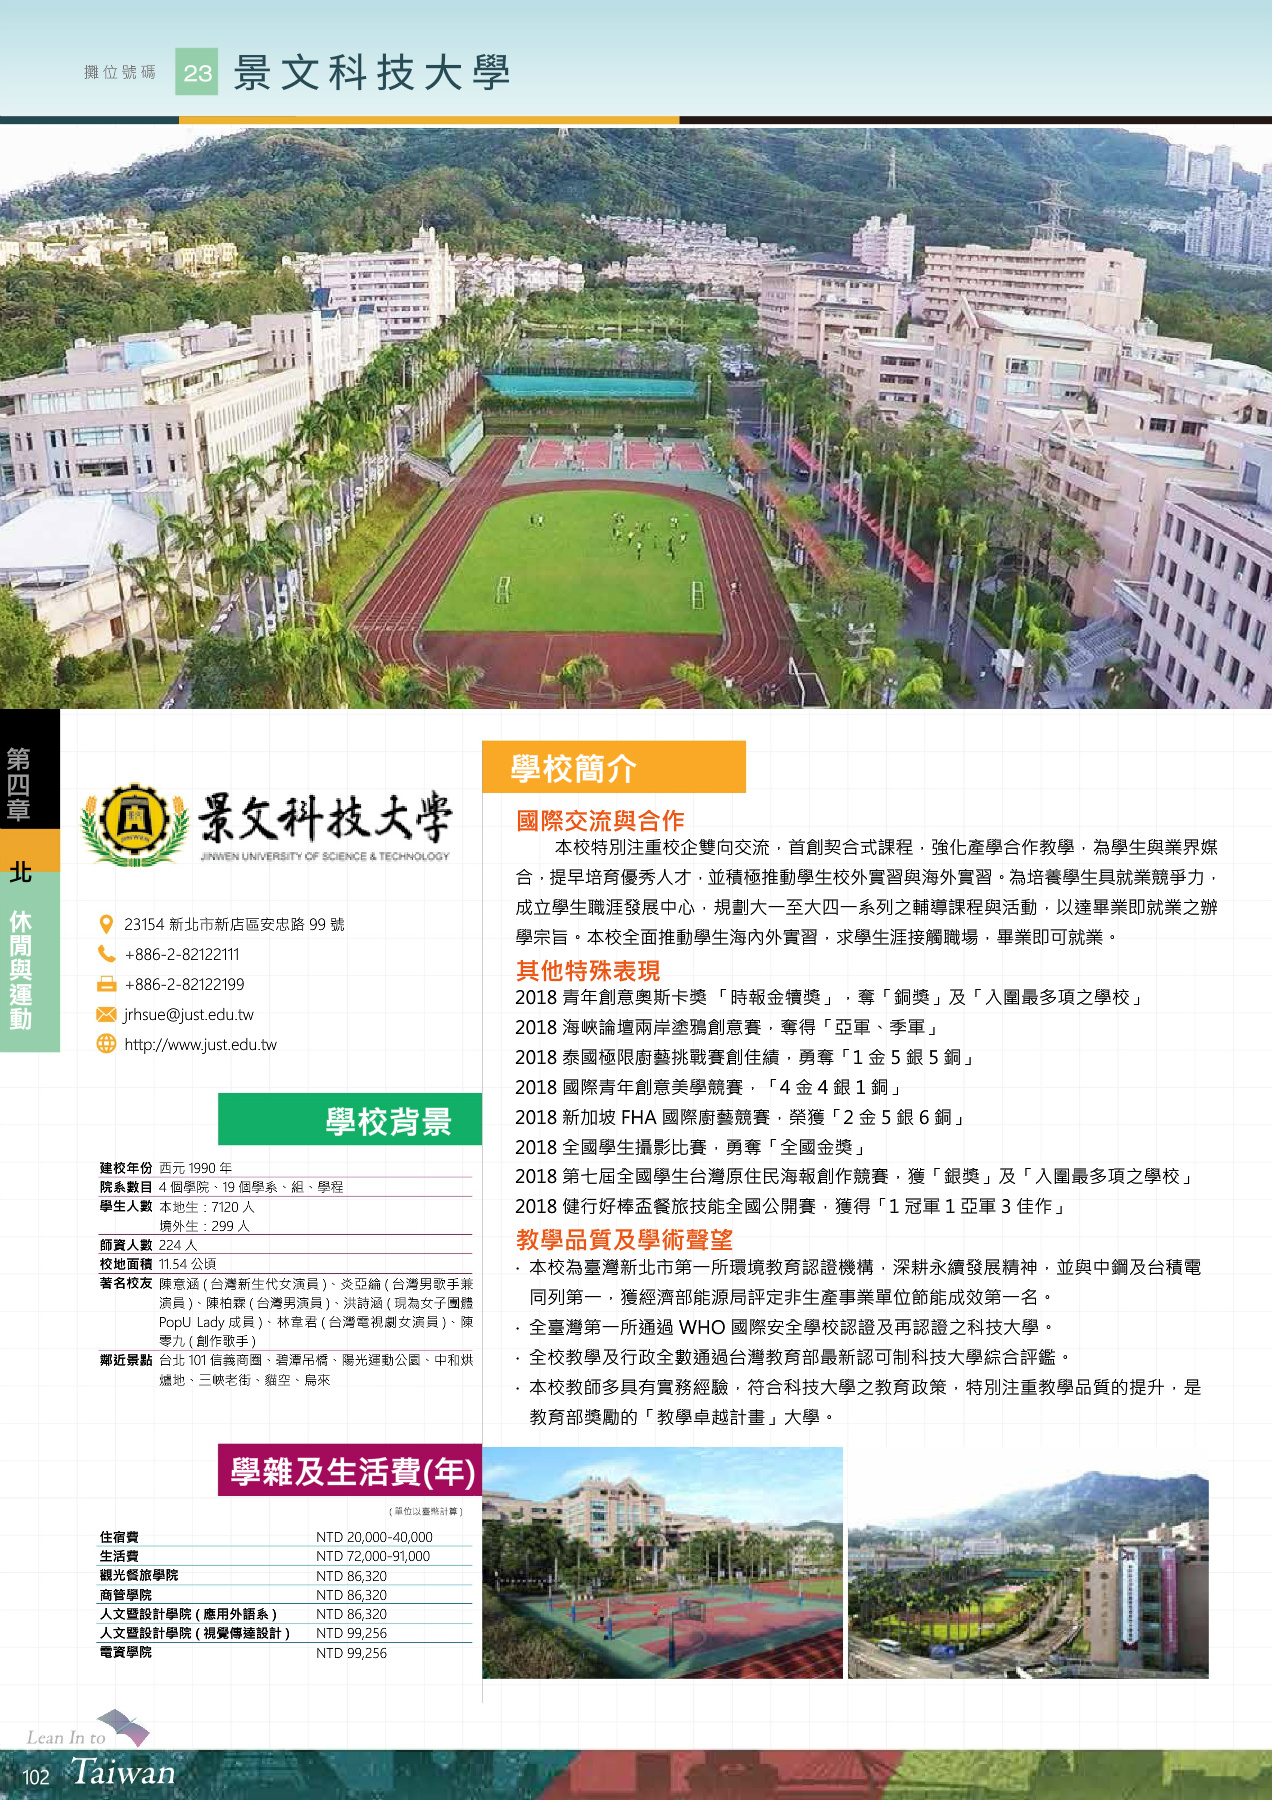 攤位號碼 23 景文科技大學
第四章
北
休閒與運動
景文科技大學
JINWEN UNIVERSITY OF SCIENCE & TECHNOLOGY
23154 新北市新店區安忠路 99 號
+886-2-82122111
+886-2-82122199
jrhsue@just.edu.tw
http://www.just.edu.tw
學校背景
建校年份 西元 1990 年
院系數目 4 個學院、19 個學系、組、學程
學生人數 本地生：7120 人
境外生：299 人
師資人數 224 人
校地面積 11.54 公頃
著名校友 陳意涵 ( 台灣新生代女演員 )、炎亞綸 ( 台灣男歌手兼
演員 )、陳柏霖 ( 台灣男演員 )、洪詩涵 ( 現為女子團體
PopU Lady 成員 )、林韋君 ( 台灣電視劇女演員 )、陳
零九 ( 創作歌手 )
鄰近景點 台北 101 信義商圈、碧潭吊橋、陽光運動公園、中和烘
爐地、三峽老街、貓空、烏來
學雜及生活費(年)
( 單位以臺幣計算 )
住宿費 NTD 20,000-40,000
生活費 NTD 72,000-91,000
觀光餐旅學院 NTD 86,320
商管學院 NTD 86,320
人文暨設計學院 ( 應用外語系 ) NTD 86,320
人文暨設計學院 ( 視覺傳達設計 ) NTD 99,256
電資學院 NTD 99,256
學校簡介
國際交流與合作
本校特別注重校企雙向交流，首創契合式課程，強化產學合作教學，為學生與業界媒
合，提早培育優秀人才，並積極推動學生校外實習與海外實習。為培養學生具就業競爭力，
成立學生職涯發展中心，規劃大一至大四一系列之輔導課程與活動，以達畢業即就業之辦
學宗旨。本校全面推動學生海內外實習，求學生涯接觸職場，畢業即可就業。
其他特殊表現
2018 青年創意奧斯卡獎 「時報金犢獎」，奪「銅獎」及「入圍最多項之學校」
2018 海峽論壇兩岸塗鴉創意賽，奪得「亞軍、季軍」
2018 泰國極限廚藝挑戰賽創佳績，勇奪「1 金 5 銀 5 銅」
2018 國際青年創意美學競賽，「4 金 4 銀 1 銅」
2018 新加坡 FHA 國際廚藝競賽，榮獲「2 金 5 銀 6 銅」
2018 全國學生攝影比賽，勇奪「全國金獎」
2018 第七屆全國學生台灣原住民海報創作競賽，獲「銀獎」及「入圍最多項之學校」
2018 健行好棒盃餐旅技能全國公開賽，獲得「1 冠軍 1 亞軍 3 佳作」
教學品質及學術聲望
· 本校為臺灣新北市第一所環境教育認證機構，深耕永續發展精神，並與中鋼及台積電
同列第一，獲經濟部能源局評定非生產事業單位節能成效第一名。
· 全臺灣第一所通過 WHO 國際安全學校認證及再認證之科技大學。
· 全校教學及行政全數通過台灣教育部最新認可制科技大學綜合評鑑。
· 本校教師多具有實務經驗，符合科技大學之教育政策，特別注重教學品質的提升，是
教育部獎勵的「教學卓越計畫」大學。
Lean In to
102 Taiwan